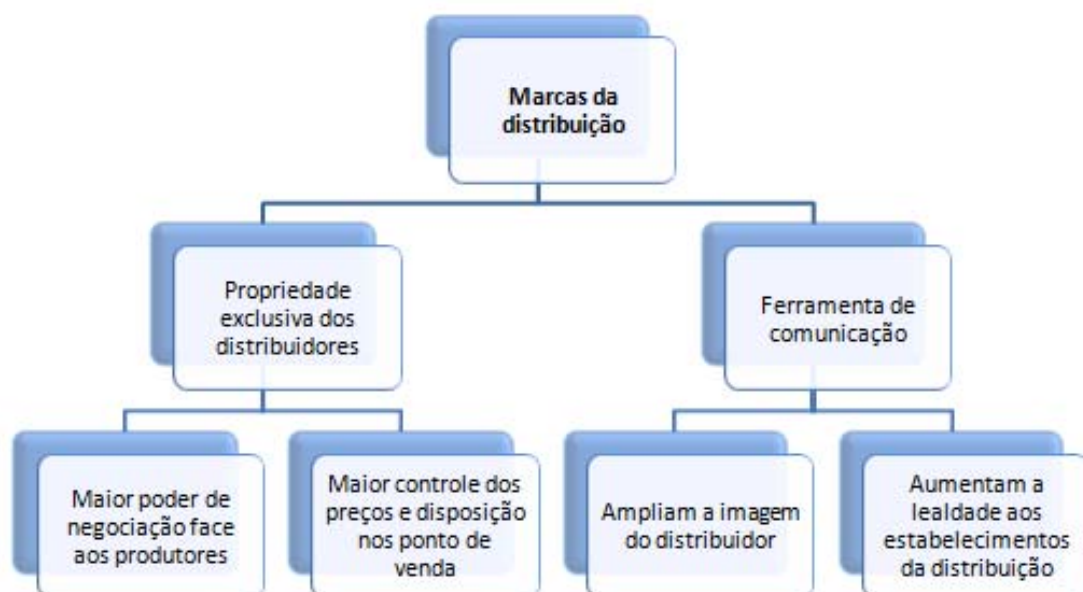 Marcas da
distribuição
Propriedade
exclusiva dos
distribuidores
Ferramenta de
comunicação
Maior poder de
negociação face
aos produtores
Maior controle dos
preços e disposição
nos ponto de
venda
Ampliam a imagem
do distribuidor
Aumentam a
lealdade aos
estabelecimentos
da distribuição